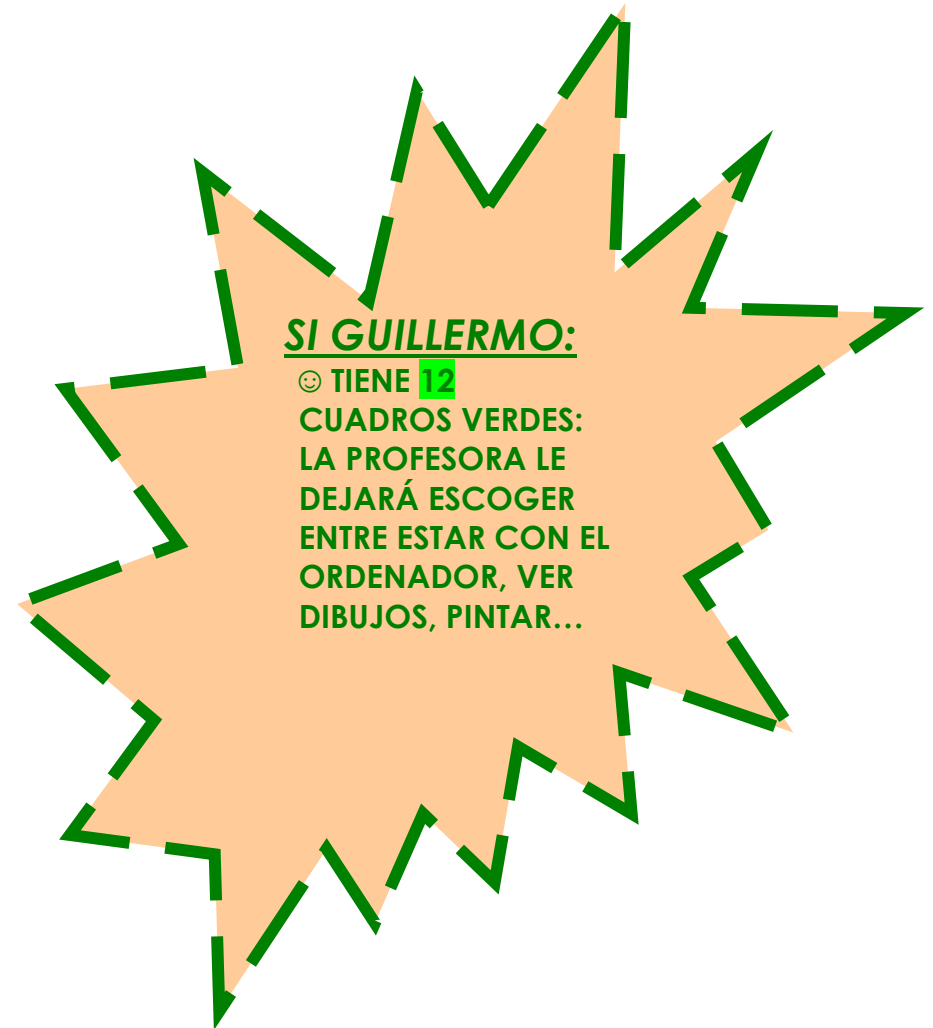 SI GUILLERMO:
☺ TIENE 12
CUADROS VERDES:
LA PROFESORA LE
DEJARÁ ESCOGER
ENTRE ESTAR CON EL
ORDENADOR, VER
DIBUJOS, PINTAR…